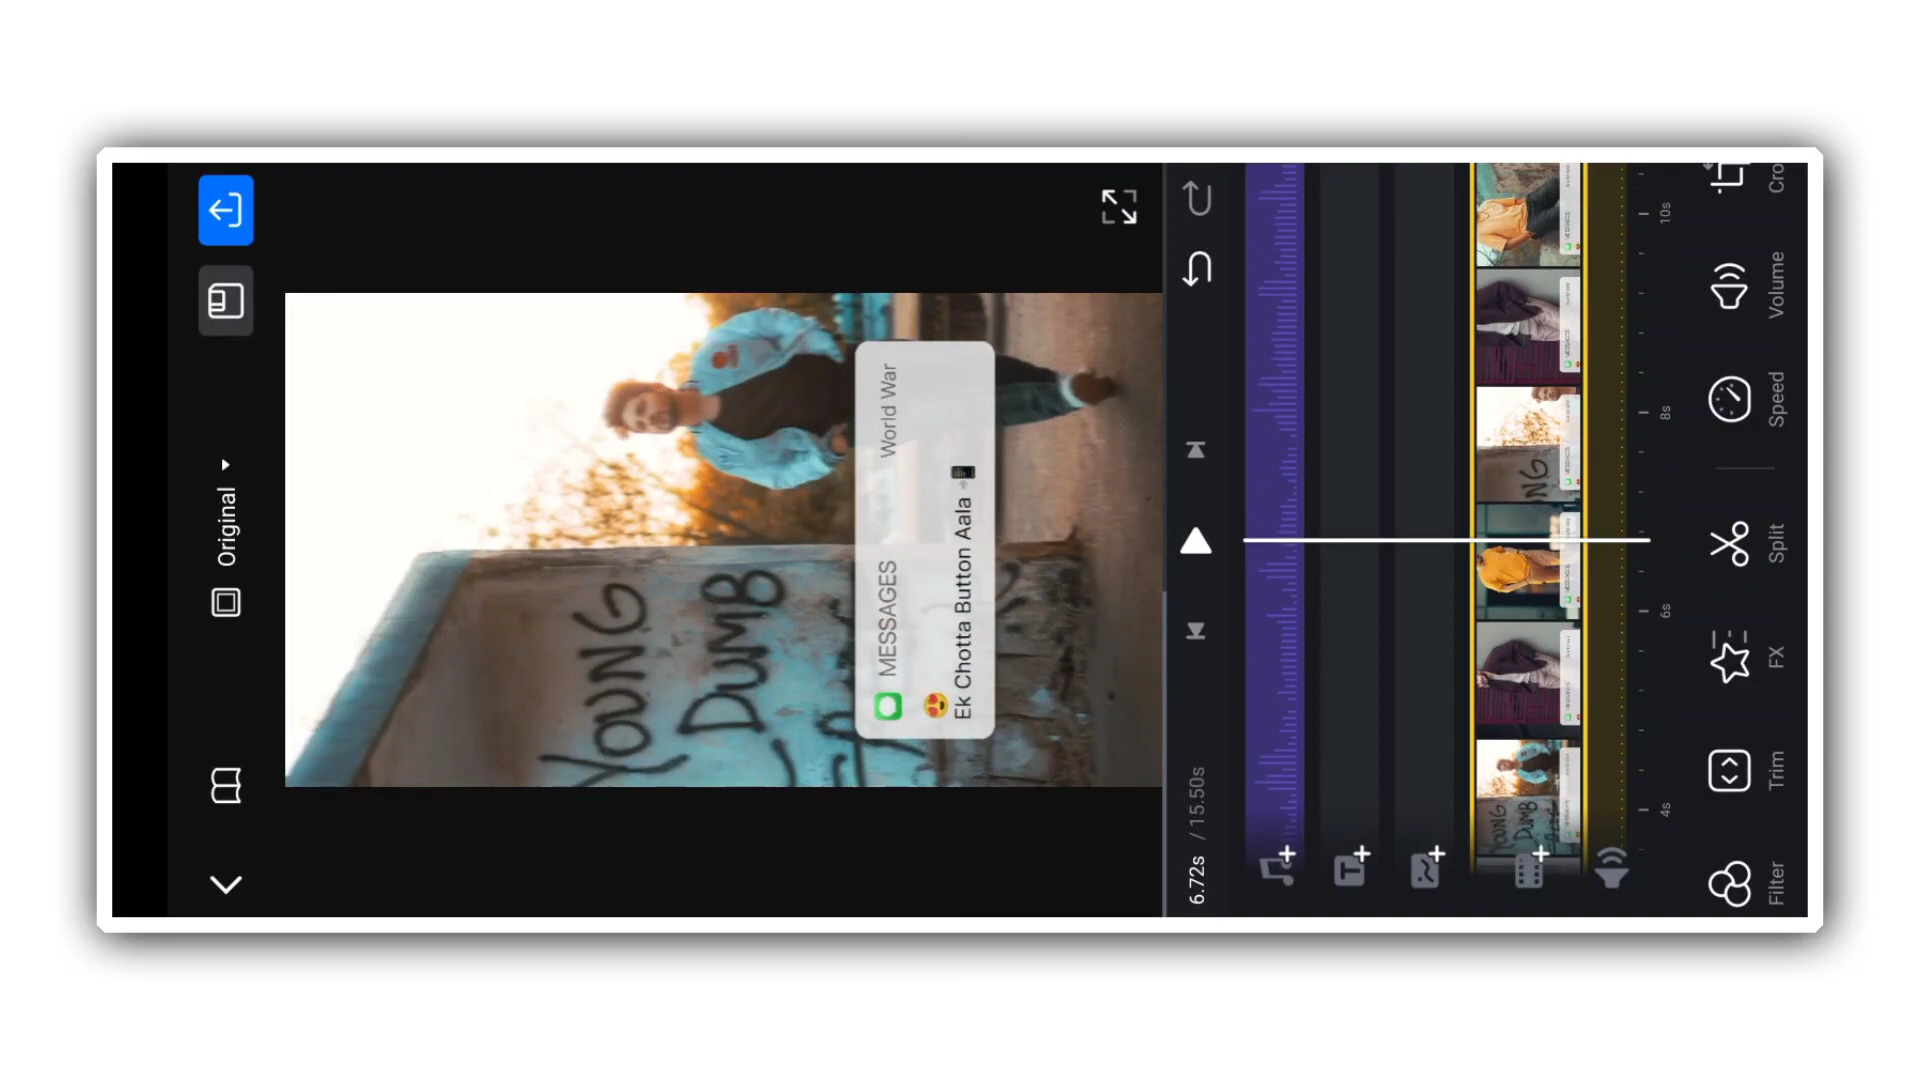 Original
YOUNG
DUMB
MESSAGES World War
😍
Ek Chotta Button Aala 📲
6.72s / 15.50s
4s 6s 8s 10s
Filter Trim FX Split Speed Volume Cro